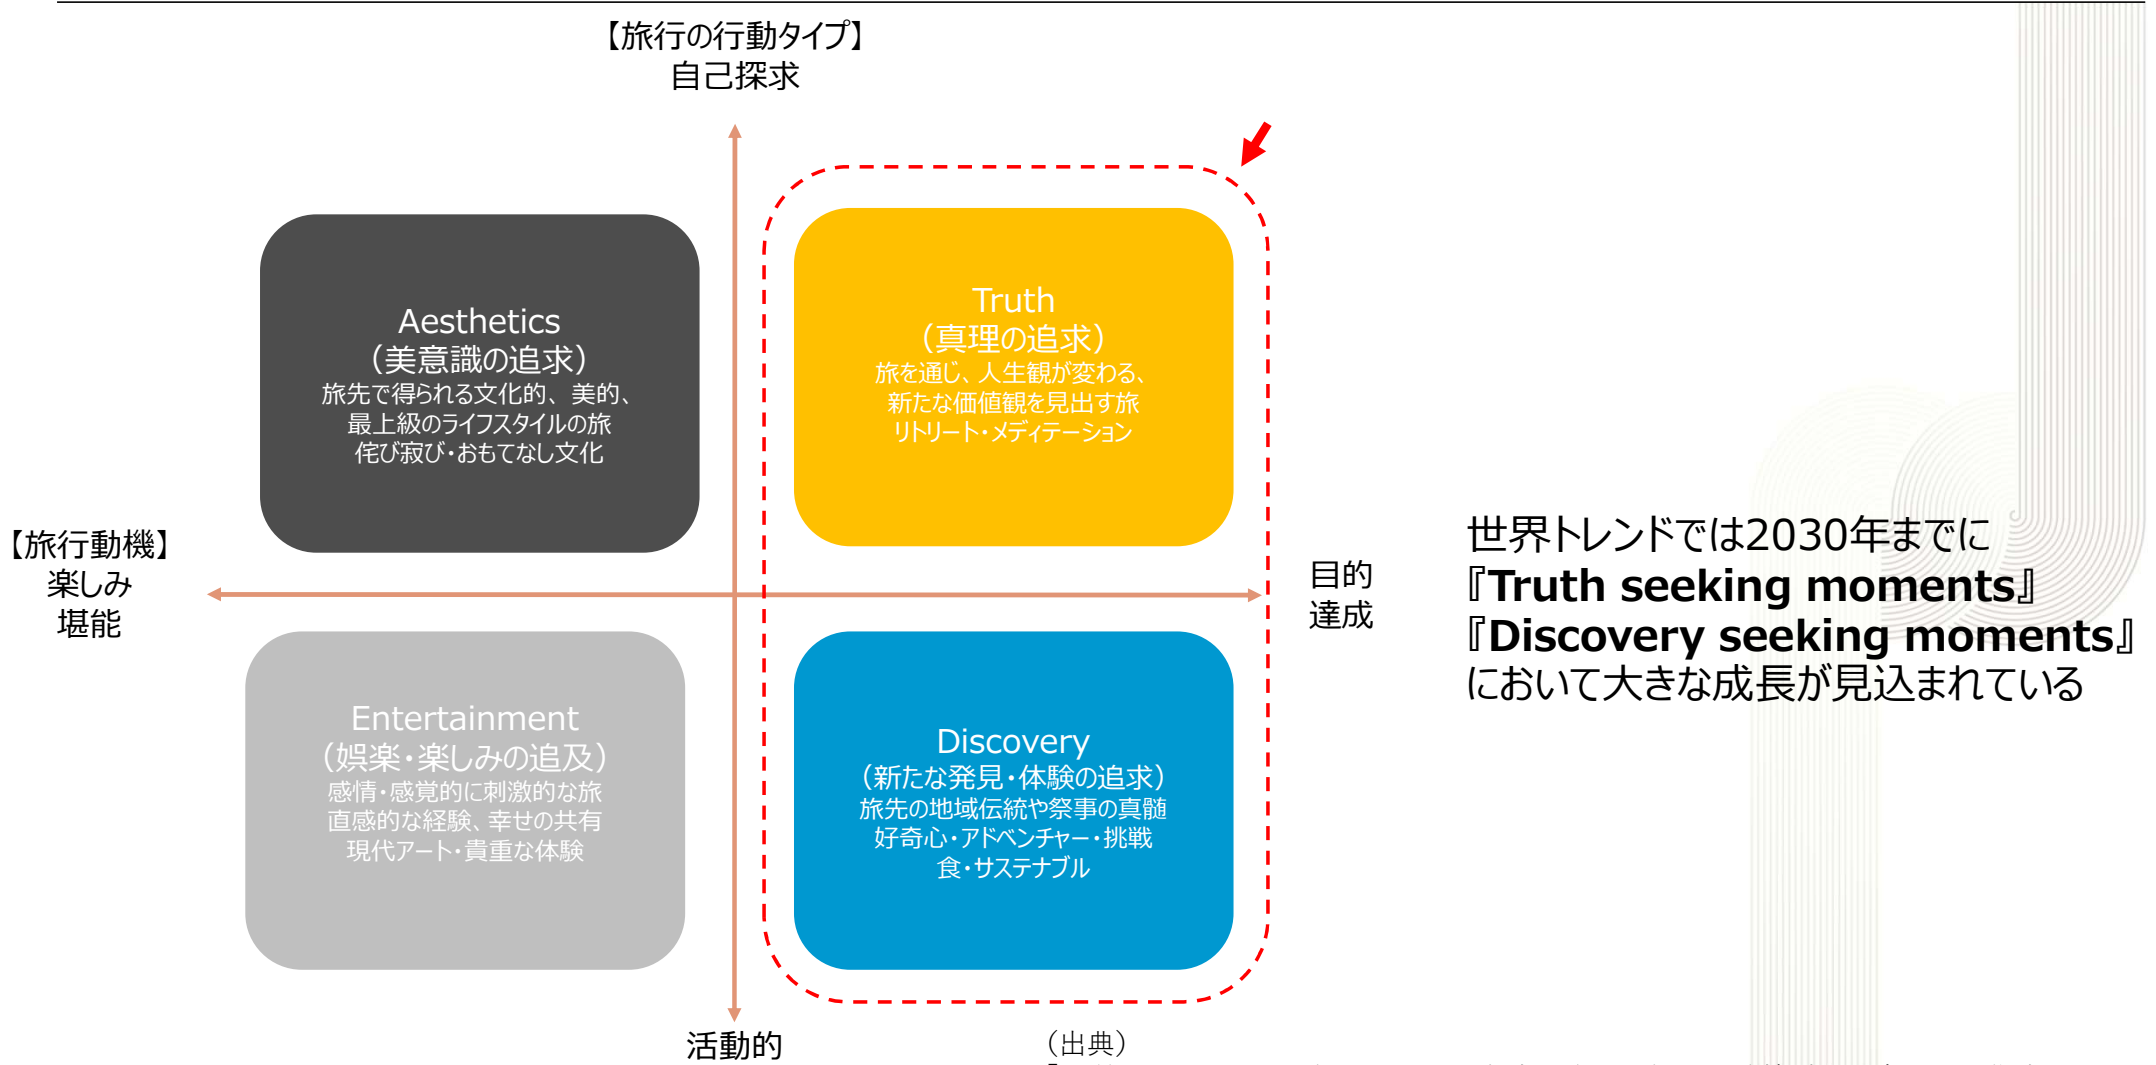 【旅行の行動タイプ】
自己探求
Aesthetics
（美意識の追求）
旅先で得られる文化的、美的、
最上級のライフスタイルの旅
侘び寂び・おもてなし文化
Truth
（真理の追求）
旅を通じ、人生観が変わる、
新たな価値観を見出す旅
リトリート・メディテーション
【旅行動機】
楽しみ
堪能
目的
達成
世界トレンドでは2030年までに
『Truth seeking moments』
『Discovery seeking moments』
において大きな成長が見込まれている
Entertainment
（娯楽・楽しみの追及）
感情・感覚的に刺激的な旅
直感的な経験、幸せの共有
現代アート・貴重な体験
Discovery
（新たな発見・体験の追求）
旅先の地域伝統や祭事の真髄
好奇心・アドベンチャー・挑戦
食・サステナブル
活動的
（出典）